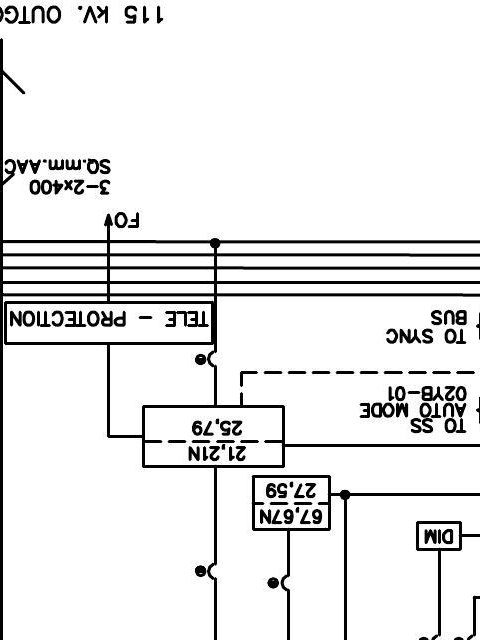 DIM
67,67N
27,59
21,21N
25,79
TO SS
AUTO MODE
02YB-01
TO SYNC
BUS
TELE - PROTECTION
FO
3-2x400
SQ.mm.AAC
115 kV. OUTGO